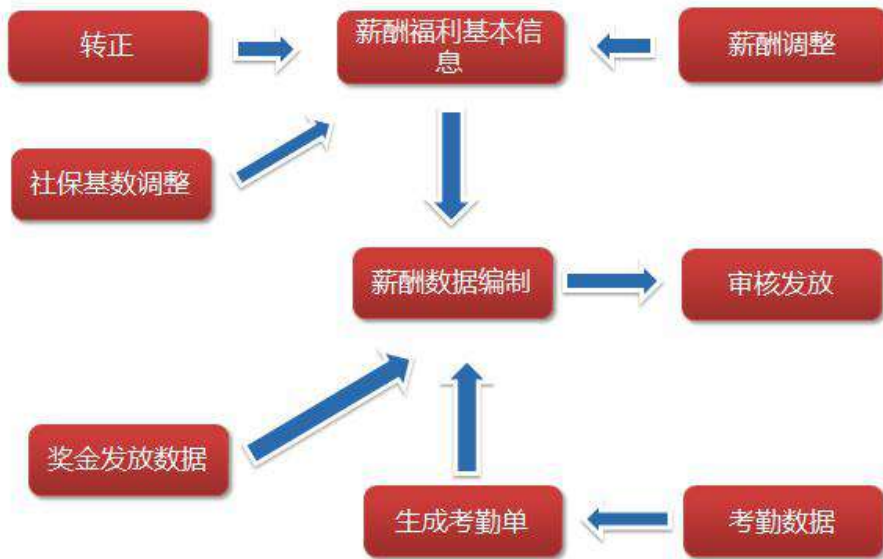 转正
薪酬福利基本信
息
薪酬调整
社保基数调整
薪酬数据编制
审核发放
奖金发放数据
生成考勤单
考勤数据